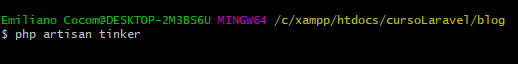 Emiliano Cocom@DESKTOP-2M3BS6U MINGW64 /c/xampp/htdocs/cursoLaravel/blog
$ php artisan tinker